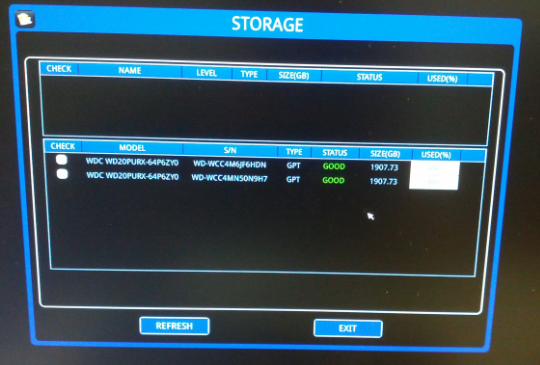 STORAGE
CHECK NAME LEVEL TYPE SIZE(GB) STATUS USED(%)
CHECK MODEL S/N TYPE STATUS SIZE(GB) USED(%)
WDC WD20PURX-64P6ZY0 WD-WCC4M6JF6HDN GPT GOOD 1907.73
WDC WD20PURX-64P6ZY0 WD-WCC4MN50N9H7 GPT GOOD 1907.73
REFRESH EXIT